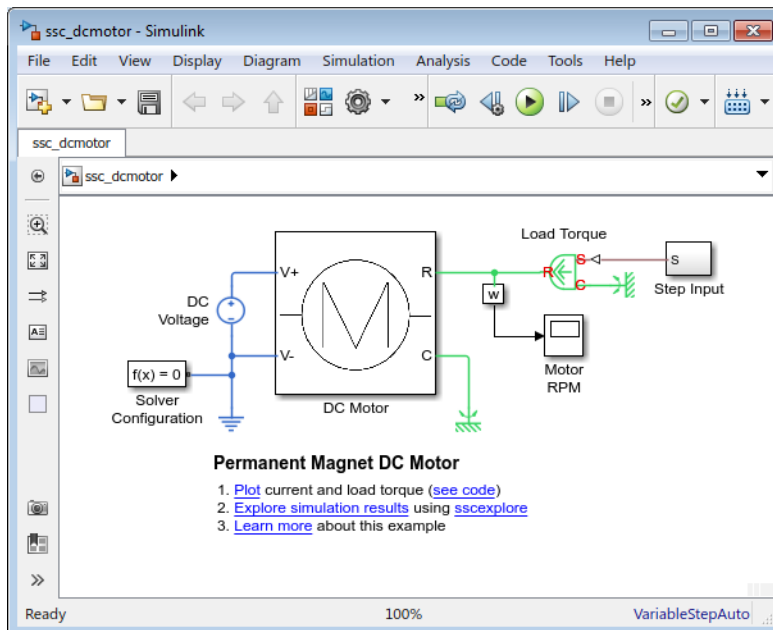 ssc_dcmotor - Simulink
File Edit View Display Diagram Simulation Analysis Code Tools Help
» »
ssc_dcmotor
ssc_dcmotor
Load Torque
V+ R R S S
DC
Voltage
w C Step Input
V- C
f(x) = 0
Solver
Configuration
Motor
RPM
DC Motor
Permanent Magnet DC Motor
1. Plot current and load torque (see code)
2. Explore simulation results using sscexplore
3. Learn more about this example
»
Ready 100% VariableStepAuto